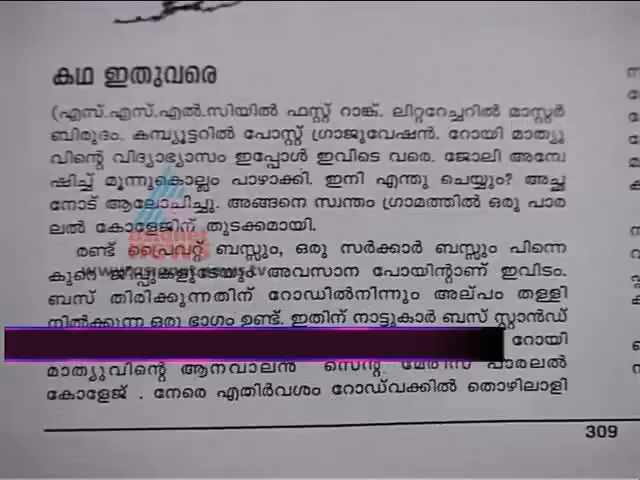 കഥ ഇതുവരെ
(എസ്.എസ്.എൽ.സിയിൽ ഫസ്റ്റ് റാങ്ക്. ലിറ്ററേച്ചറിൽ മാസ്റ്റർ
ബിരുദം. കമ്പ്യൂട്ടറിൽ പോസ്റ്റ് ഗ്രാജുവേഷൻ. റോയി മാത്യു
വിന്റെ വിദ്യാഭ്യാസം ഇപ്പോൾ ഇവിടെ വരെ. ജോലി അന്വേ
ഷിച്ച് മൂന്നുകൊല്ലം പാഴാക്കി. ഇനി എന്തു ചെയ്യും? അച്ഛ
നോട് ആലോചിച്ചു. അങ്ങനെ സ്വന്തം ഗ്രാമത്തിൽ ഒരു പാര
ലൽ കോളേജിന് തുടക്കമായി.
രണ്ട് പ്രൈവറ്റ് ബസ്സും, ഒരു സർക്കാർ ബസ്സും പിന്നെ
കുറെ ജീപ്പുകളുടേയും അവസാന പോയിന്റാണ് ഇവിടം.
ബസ് തിരിക്കുന്നതിന് റോഡിൽനിന്നും അല്പം തള്ളി
നിൽക്കുന്ന ഒരു ഭാഗം ഉണ്ട്. ഇതിന് നാട്ടുകാർ ബസ് സ്റ്റാൻഡ്
റോയി
മാത്യുവിന്റെ ആനവാലൻ സെന്റ് മേരീസ് പാരലൽ
കോളേജ് . നേരെ എതിർവശം റോഡ്‌വക്കിൽ തൊഴിലാളി
309